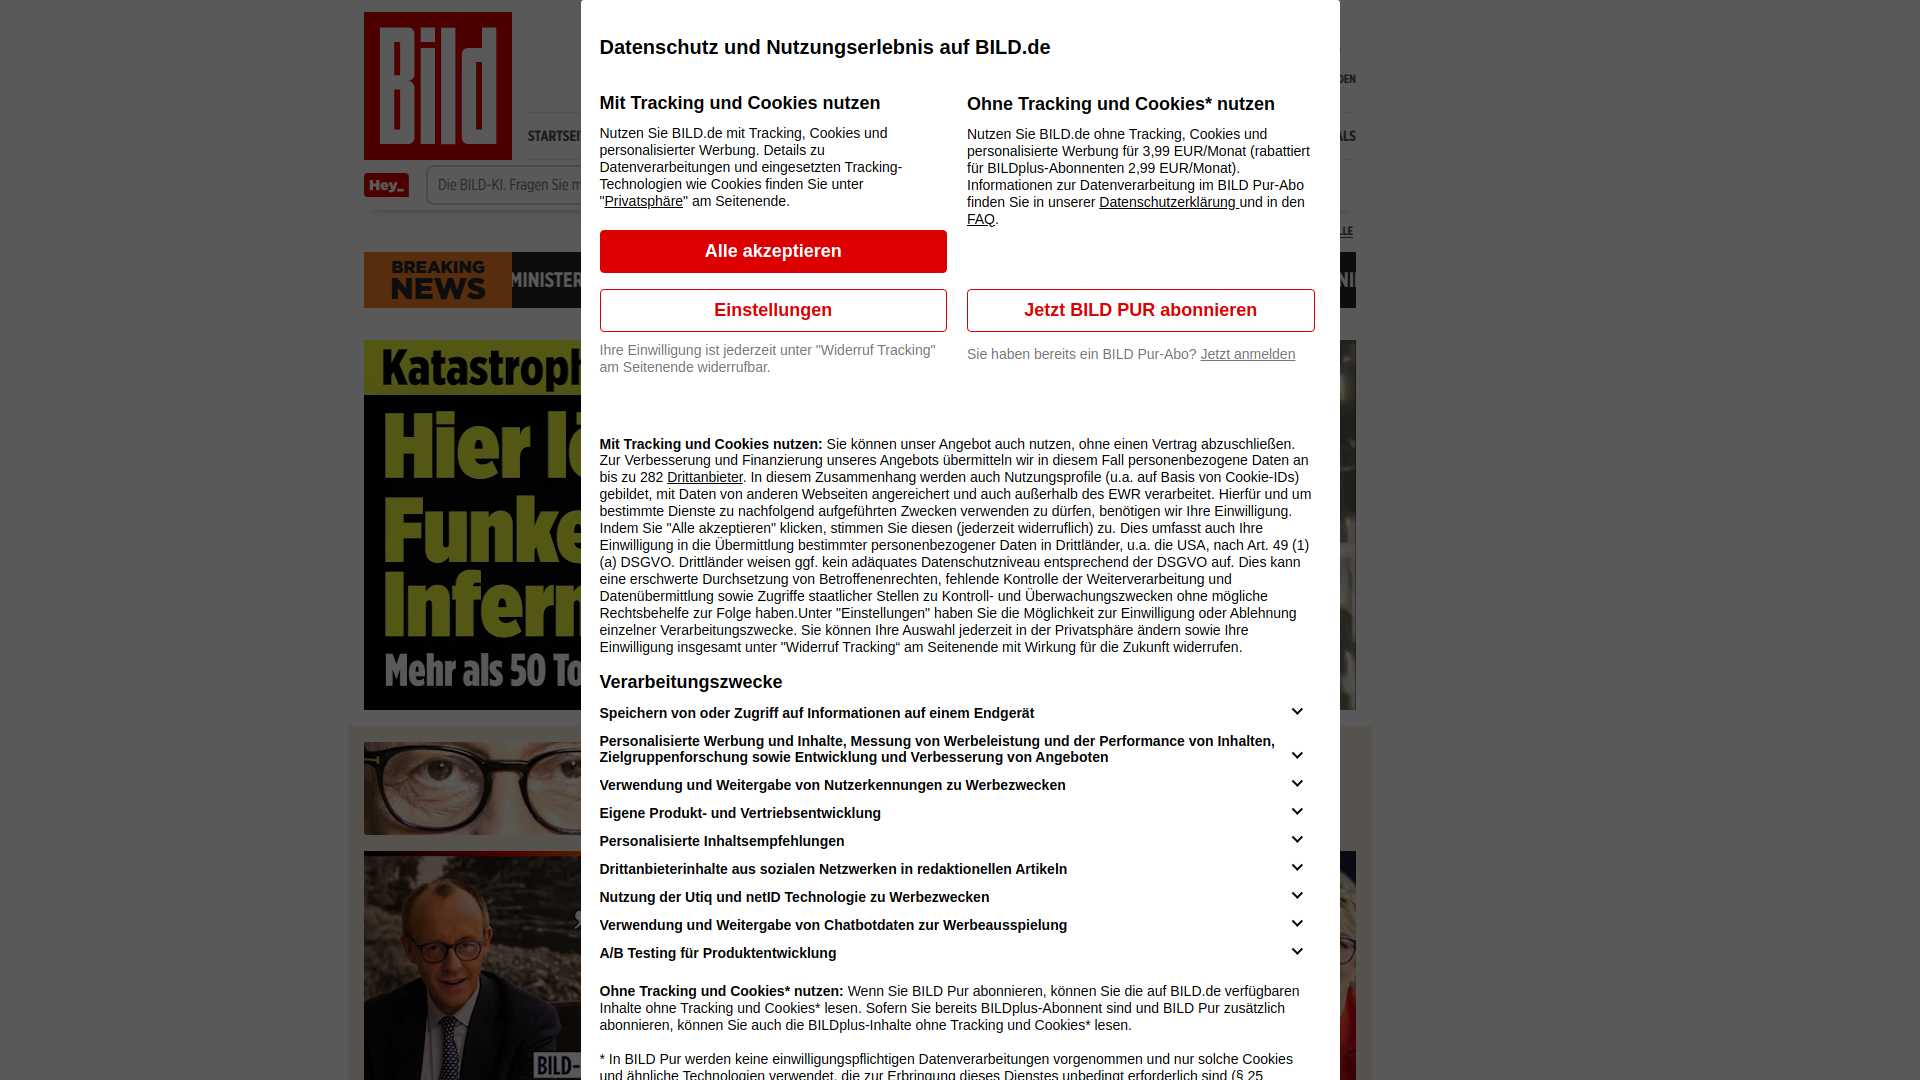 Bild
DEN
STARTSEI
ALS
Hey_
Die BILD-KI. Fragen Sie m
LLE
BREAKING
NEWS
MINISTER
Katastroph
Hier lö
Funke
Infern
Mehr als 50 To
BILD-
Datenschutz und Nutzungserlebnis auf BILD.de
Mit Tracking und Cookies nutzen
Nutzen Sie BILD.de mit Tracking, Cookies und
personalisierter Werbung. Details zu
Datenverarbeitungen und eingesetzten Tracking-
Technologien wie Cookies finden Sie unter
"Privatsphäre" am Seitenende.
Alle akzeptieren
Einstellungen
Ihre Einwilligung ist jederzeit unter "Widerruf Tracking"
am Seitenende widerrufbar.
Ohne Tracking und Cookies* nutzen
Nutzen Sie BILD.de ohne Tracking, Cookies und
personalisierte Werbung für 3,99 EUR/Monat (rabattiert
für BILDplus-Abonnenten 2,99 EUR/Monat).
Informationen zur Datenverarbeitung im BILD Pur-Abo
finden Sie in unserer Datenschutzerklärung und in den
FAQ.
Jetzt BILD PUR abonnieren
Sie haben bereits ein BILD Pur-Abo? Jetzt anmelden
Mit Tracking und Cookies nutzen: Sie können unser Angebot auch nutzen, ohne einen Vertrag abzuschließen.
Zur Verbesserung und Finanzierung unseres Angebots übermitteln wir in diesem Fall personenbezogene Daten an
bis zu 282 Drittanbieter. In diesem Zusammenhang werden auch Nutzungsprofile (u.a. auf Basis von Cookie-IDs)
gebildet, mit Daten von anderen Webseiten angereichert und auch außerhalb des EWR verarbeitet. Hierfür und um
bestimmte Dienste zu nachfolgend aufgeführten Zwecken verwenden zu dürfen, benötigen wir Ihre Einwilligung.
Indem Sie "Alle akzeptieren" klicken, stimmen Sie diesen (jederzeit widerruflich) zu. Dies umfasst auch Ihre
Einwilligung in die Übermittlung bestimmter personenbezogener Daten in Drittländer, u.a. die USA, nach Art. 49 (1)
(a) DSGVO. Drittländer weisen ggf. kein adäquates Datenschutzniveau entsprechend der DSGVO auf. Dies kann
eine erschwerte Durchsetzung von Betroffenenrechten, fehlende Kontrolle der Weiterverarbeitung und
Datenübermittlung sowie Zugriffe staatlicher Stellen zu Kontroll- und Überwachungszwecken ohne mögliche
Rechtsbehelfe zur Folge haben.Unter "Einstellungen" haben Sie die Möglichkeit zur Einwilligung oder Ablehnung
einzelner Verarbeitungszwecke. Sie können Ihre Auswahl jederzeit in der Privatsphäre ändern sowie Ihre
Einwilligung insgesamt unter "Widerruf Tracking“ am Seitenende mit Wirkung für die Zukunft widerrufen.
Verarbeitungszwecke
Speichern von oder Zugriff auf Informationen auf einem Endgerät
Personalisierte Werbung und Inhalte, Messung von Werbeleistung und der Performance von Inhalten,
Zielgruppenforschung sowie Entwicklung und Verbesserung von Angeboten
Verwendung und Weitergabe von Nutzerkennungen zu Werbezwecken
Eigene Produkt- und Vertriebsentwicklung
Personalisierte Inhaltsempfehlungen
Drittanbieterinhalte aus sozialen Netzwerken in redaktionellen Artikeln
Nutzung der Utiq und netID Technologie zu Werbezwecken
Verwendung und Weitergabe von Chatbotdaten zur Werbeausspielung
A/B Testing für Produktentwicklung
Ohne Tracking und Cookies* nutzen: Wenn Sie BILD Pur abonnieren, können Sie die auf BILD.de verfügbaren
Inhalte ohne Tracking und Cookies* lesen. Sofern Sie bereits BILDplus-Abonnent sind und BILD Pur zusätzlich
abonnieren, können Sie auch die BILDplus-Inhalte ohne Tracking und Cookies* lesen.
* In BILD Pur werden keine einwilligungspflichtigen Datenverarbeitungen vorgenommen und nur solche Cookies
und ähnliche Technologien verwendet, die zur Erbringung dieses Dienstes unbedingt erforderlich sind (§ 25